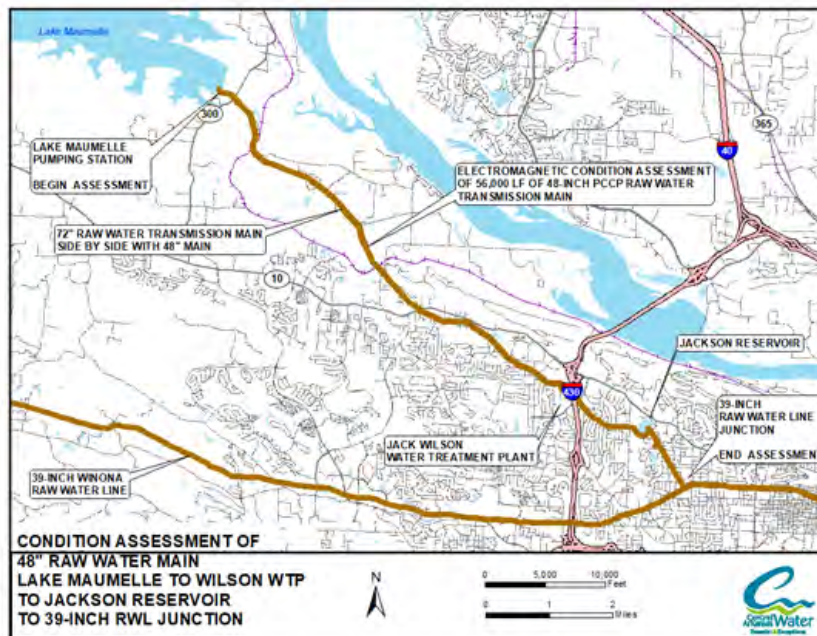 Lake Maumelle
300
LAKE MAUMELLE
PUMPING STATION
BEGIN ASSESSMENT
365
40
ELECTROMAGNETIC CONDITION ASSESSMENT
OF 56,000 LF OF 48-INCH PCCP RAW WATER
TRANSMISSION MAIN
72" RAW WATER TRANSMISSION MAIN
SIDE BY SIDE WITH 48" MAIN
10
JACKSON RESERVOIR
430
39-INCH
RAW WATER LINE
JUNCTION
END ASSESSMENT
JACK WILSON
WATER TREATMENT PLANT
39-INCH WINONA
RAW WATER LINE
CONDITION ASSESSMENT OF
48" RAW WATER MAIN
LAKE MAUMELLE TO WILSON WTP
TO JACKSON RESERVOIR
TO 39-INCH RWL JUNCTION
N
0 5,000 10,000
Feet
0 1 2
Miles
Central
Arkansas Water